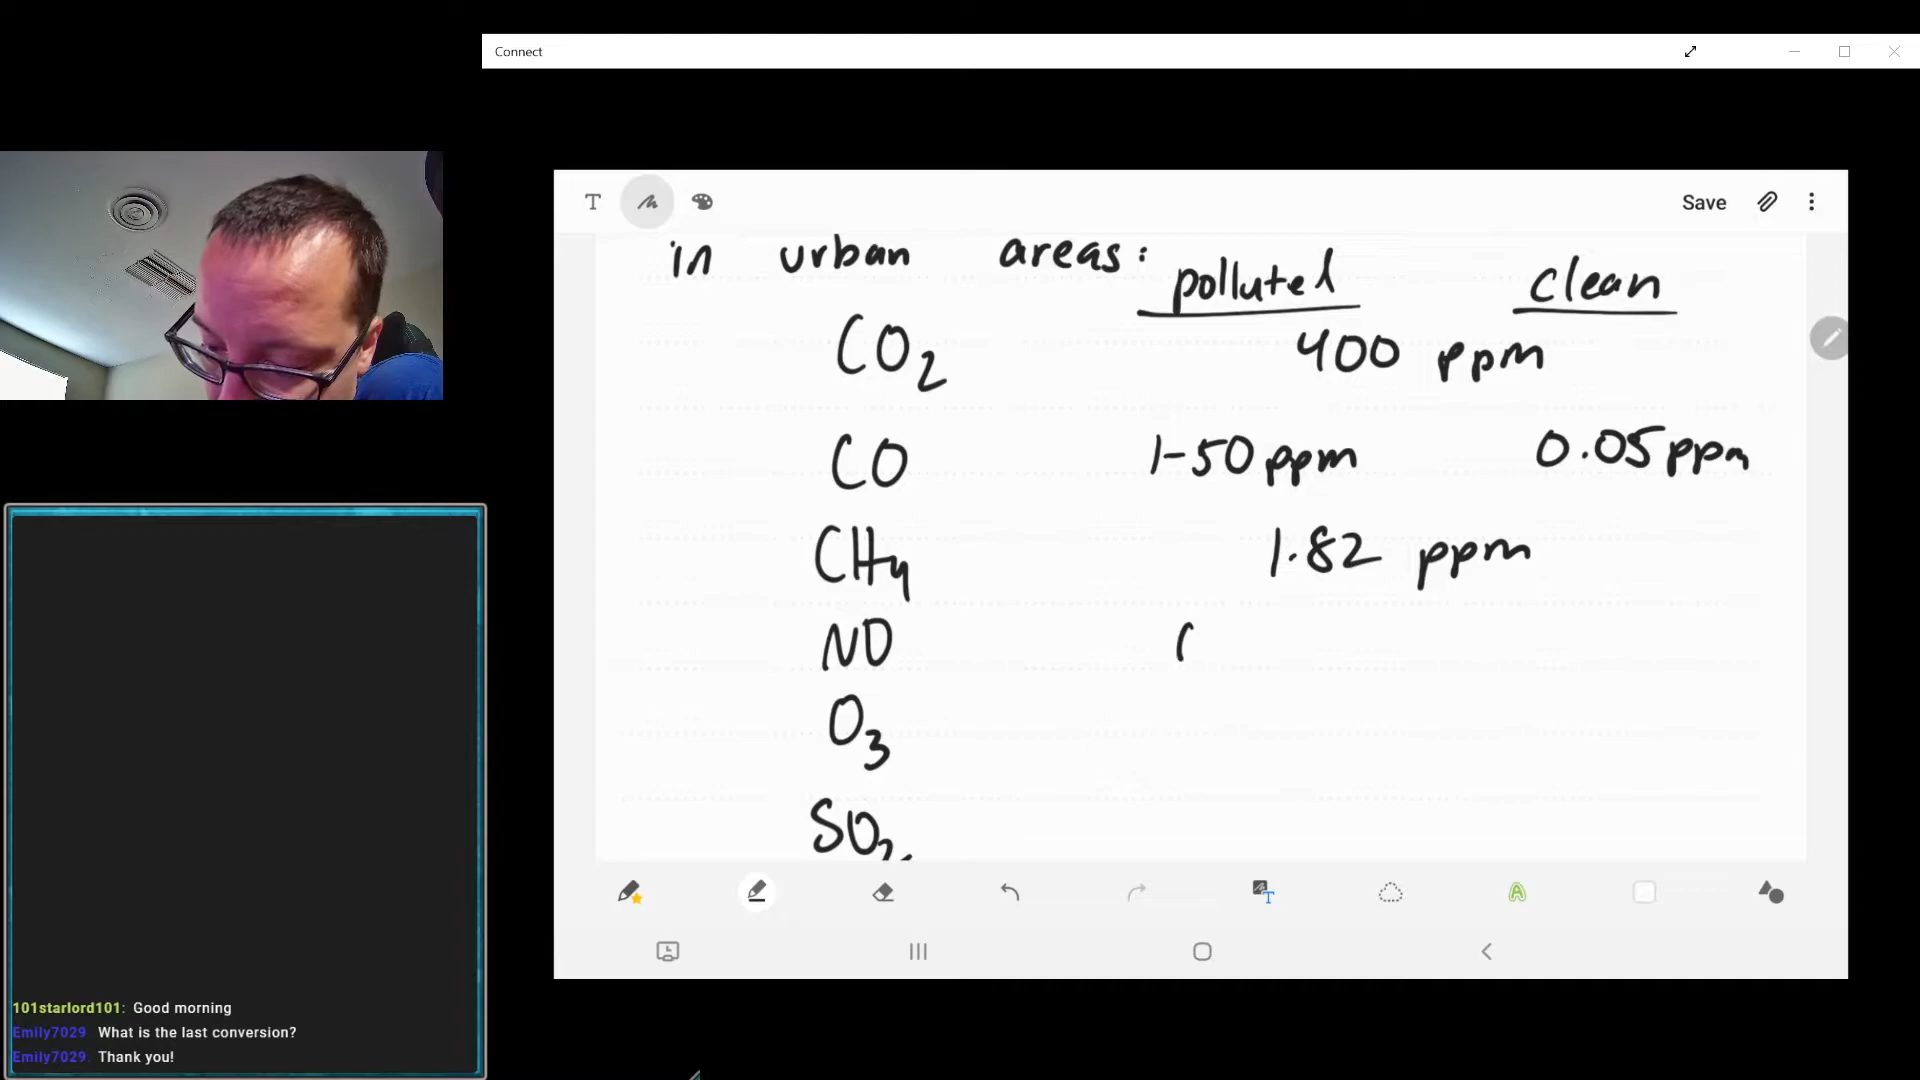 Connect
T Save
in urban areas:
polluted clean
CO2 400 ppm
CO 1-50 ppm 0.05 ppm
CH4 1.82 ppm
NO (
O3
SO2
101starlord101: Good morning
Emily7029 What is the last conversion?
Emily7029: Thank you!